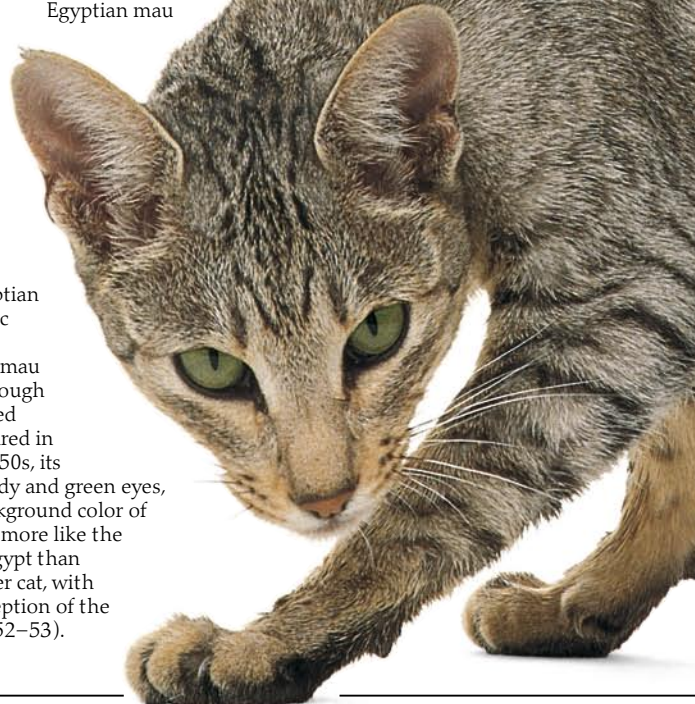 Egyptian mau
ptian
c
mau
ough
ed
red in
50s, its
dy and green eyes,
kground color of
more like the
gypt than
er cat, with
eption of the
52–53).